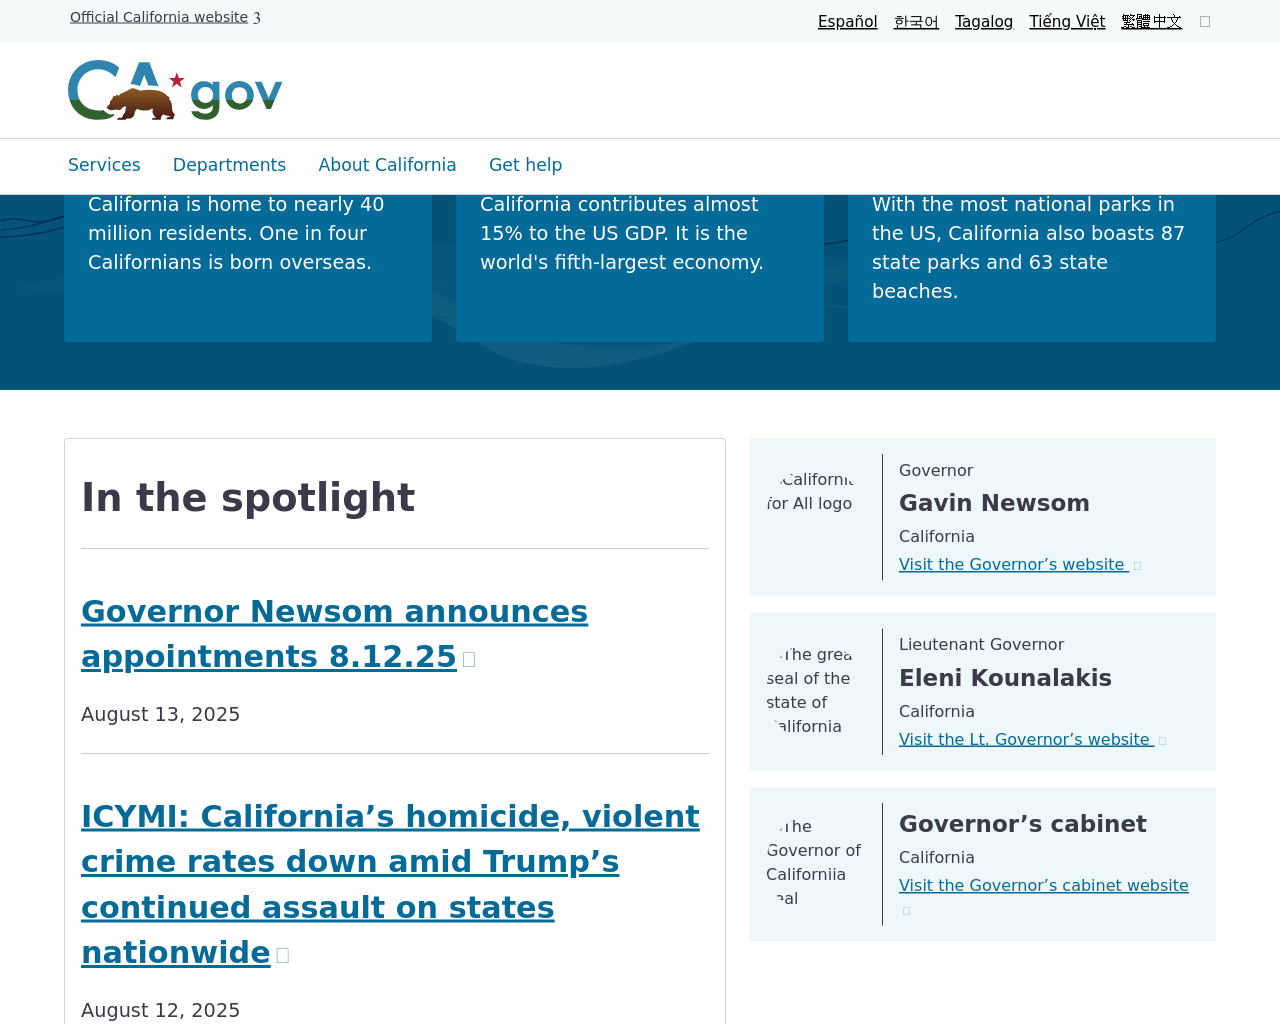 Official California website 3
Español 한국어 Tagalog Tiếng Việt 繁體中文
CA gov
Services Departments About California Get help
California is home to nearly 40
million residents. One in four
Californians is born overseas.
California contributes almost
15% to the US GDP. It is the
world's fifth-largest economy.
With the most national parks in
the US, California also boasts 87
state parks and 63 state
beaches.
In the spotlight
Governor Newsom announces
appointments 8.12.25
August 13, 2025
ICYMI: California’s homicide, violent
crime rates down amid Trump’s
continued assault on states
nationwide
August 12, 2025
California
for All logo
Governor
Gavin Newsom
California
Visit the Governor’s website
The great
seal of the
state of
California
Lieutenant Governor
Eleni Kounalakis
California
Visit the Lt. Governor’s website
The
Governor of
Californiia
seal
Governor’s cabinet
California
Visit the Governor’s cabinet website